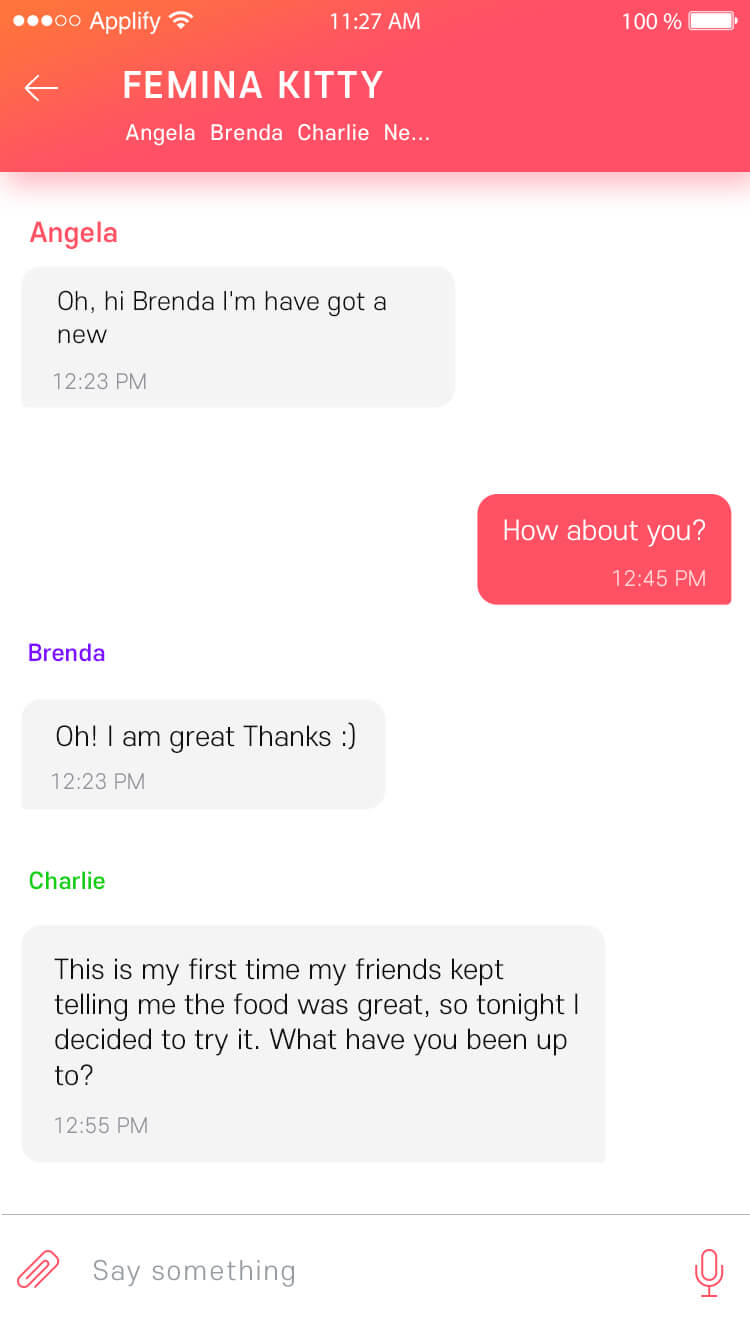 Applify 11:27 AM 100 %
FEMINA KITTY
Angela Brenda Charlie Ne...
Angela
Oh, hi Brenda I'm have got a
new
12:23 PM
How about you?
12:45 PM
Brenda
Oh! I am great Thanks :)
12:23 PM
Charlie
This is my first time my friends kept
telling me the food was great, so tonight I
decided to try it. What have you been up
to?
12:55 PM
Say something